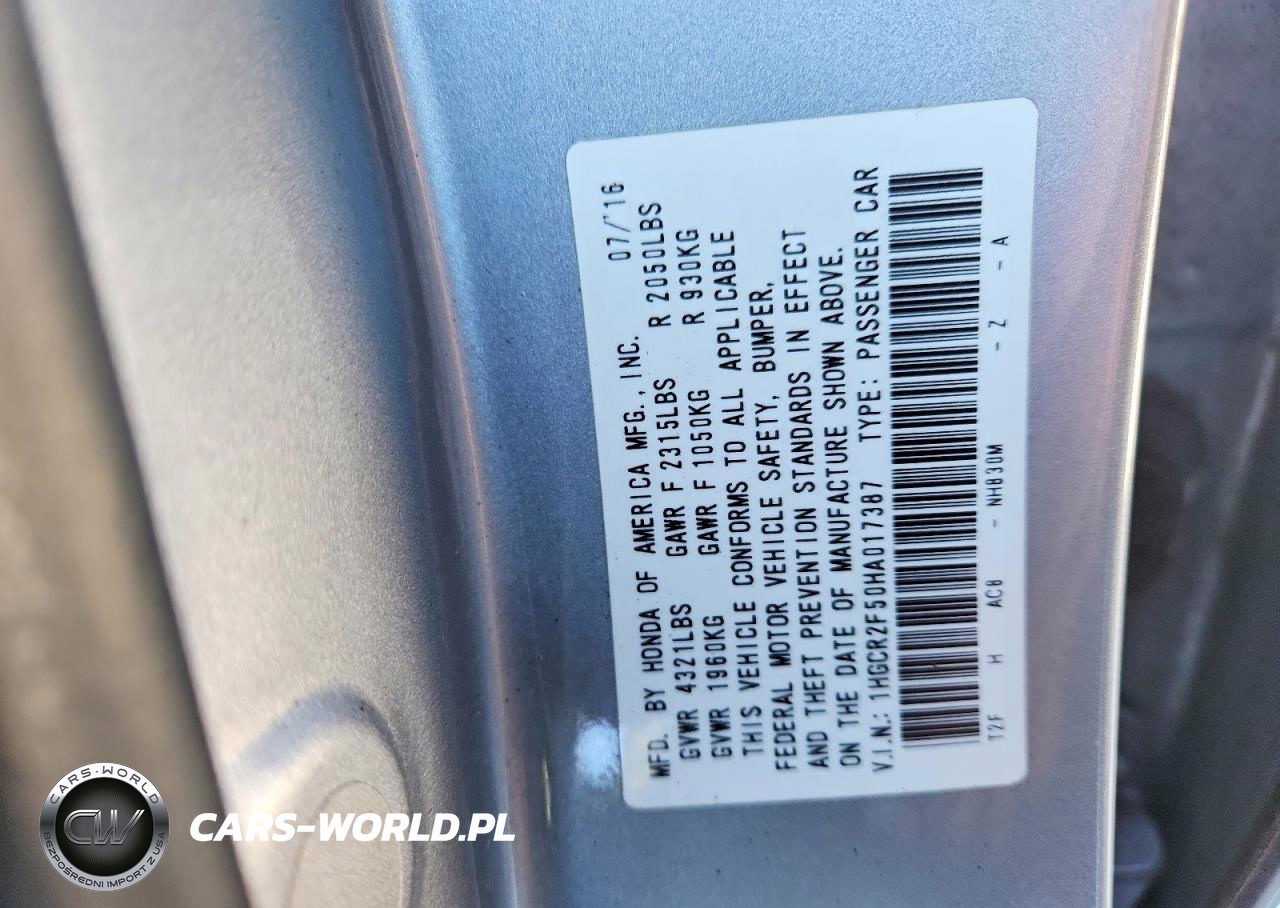 MFD. BY HONDA OF AMERICA MFG., INC. 07/'16
GVWR 4321LBS GAWR F 2315LBS R 2050LBS
GVWR 1960KG GAWR F 1050KG R 930KG
THIS VEHICLE CONFORMS TO ALL APPLICABLE
FEDERAL MOTOR VEHICLE SAFETY, BUMPER,
AND THEFT PREVENTION STANDARDS IN EFFECT
ON THE DATE OF MANUFACTURE SHOWN ABOVE.
V.I.N.: 1HGCR2F50HA017387 TYPE: PASSENGER CAR
T2F H AC8 - NH830M - Z - A
CARS-WORLD
CW
BEZPOŚREDNI IMPORT Z USA
CARS-WORLD.PL